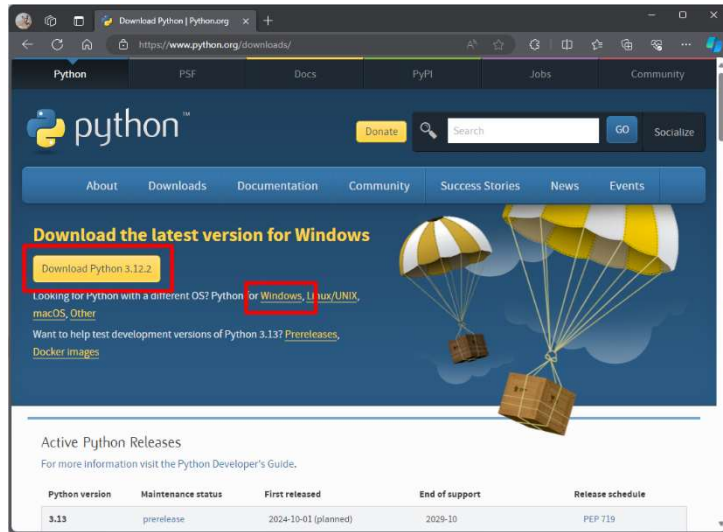 Download Python | Python.org
https://www.python.org/downloads/
Python PSF Docs PyPI Jobs Community
python™
Donate Search GO Socialize
About Downloads Documentation Community Success Stories News Events
Download the latest version for Windows
Download Python 3.12.2
Looking for Python with a different OS? Python for Windows, Linux/UNIX,
macOS, Other
Want to help test development versions of Python 3.13? Prereleases,
Docker images
Active Python Releases
For more information visit the Python Developer's Guide.
Python version Maintenance status First released End of support Release schedule
3.13 prerelease 2024-10-01 (planned) 2029-10 PEP 719